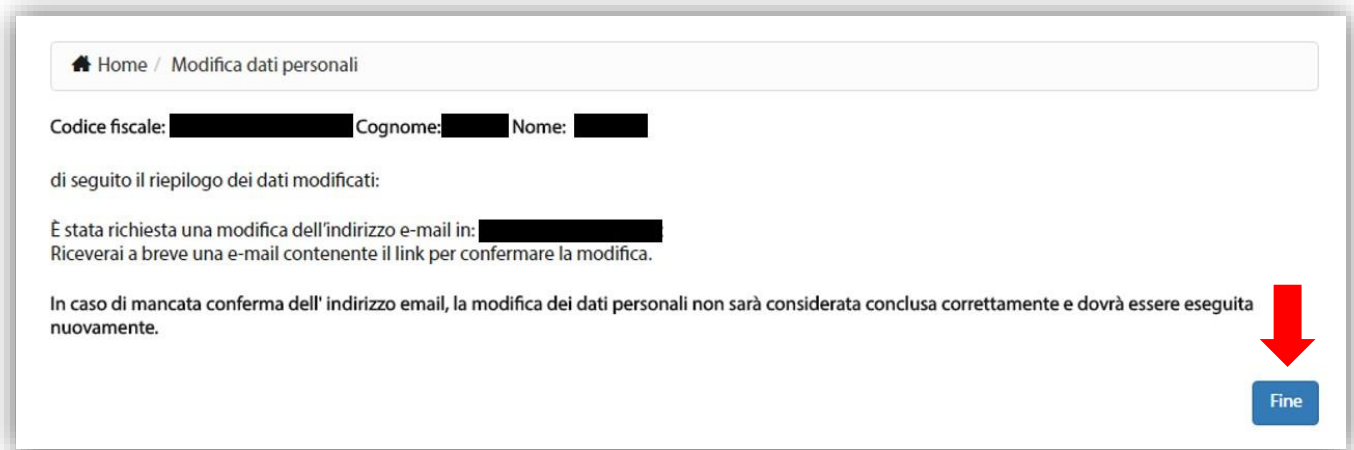 Home / Modifica dati personali
Codice fiscale: Cognome: Nome:
di seguito il riepilogo dei dati modificati:
È stata richiesta una modifica dell'indirizzo e-mail in:
Riceverai a breve una e-mail contenente il link per confermare la modifica.
In caso di mancata conferma dell' indirizzo email, la modifica dei dati personali non sarà considerata conclusa correttamente e dovrà essere eseguita
nuovamente.
Fine